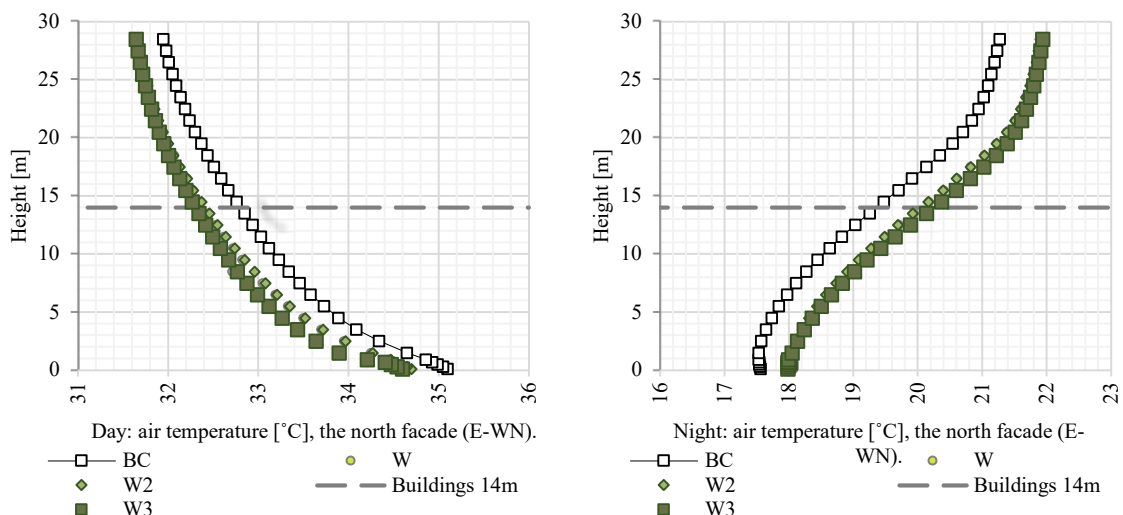 30
25
20
15
10
5
0
Height [m]
31
32
33
34
35
36
Day: air temperature [˚C], the north facade (E-WN).
BC
W
W2
Buildings 14m
W3
30
25
20
15
10
5
0
Height [m]
16
17
18
19
20
21
22
23
Night: air temperature [˚C], the north facade (E-
WN).
BC
W
W2
Buildings 14m
W3